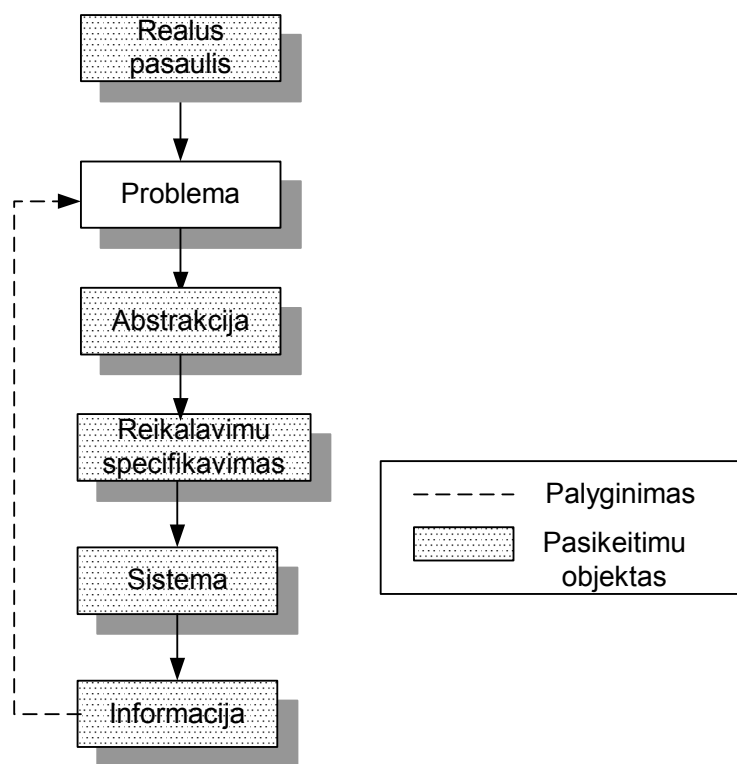 Realus
pasaulis
Problema
Abstrakcija
Reikalavimu
specifikavimas
Sistema
Informacija
Palyginimas
Pasikeitimu
objektas